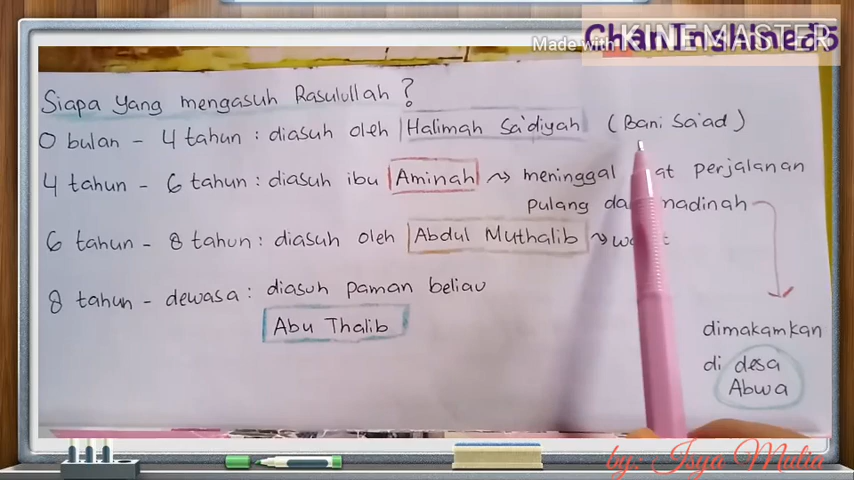 ChanInshined5
Made with KINEMASTER
Siapa yang mengasuh Rasulullah ?
0 bulan - 4 tahun : diasuh oleh Halimah Sa'diyah (Bani Sa'ad)
4 tahun - 6 tahun : diasuh ibu Aminah ~> meninggal perjalanan
pulang madinah
6 tahun - 8 tahun : diasuh oleh Abdul Muthalib ~>
8 tahun - dewasa : diasuh paman beliau
Abu Thalib
dimakamkan
di desa
Abwa
by: Isya Mulia